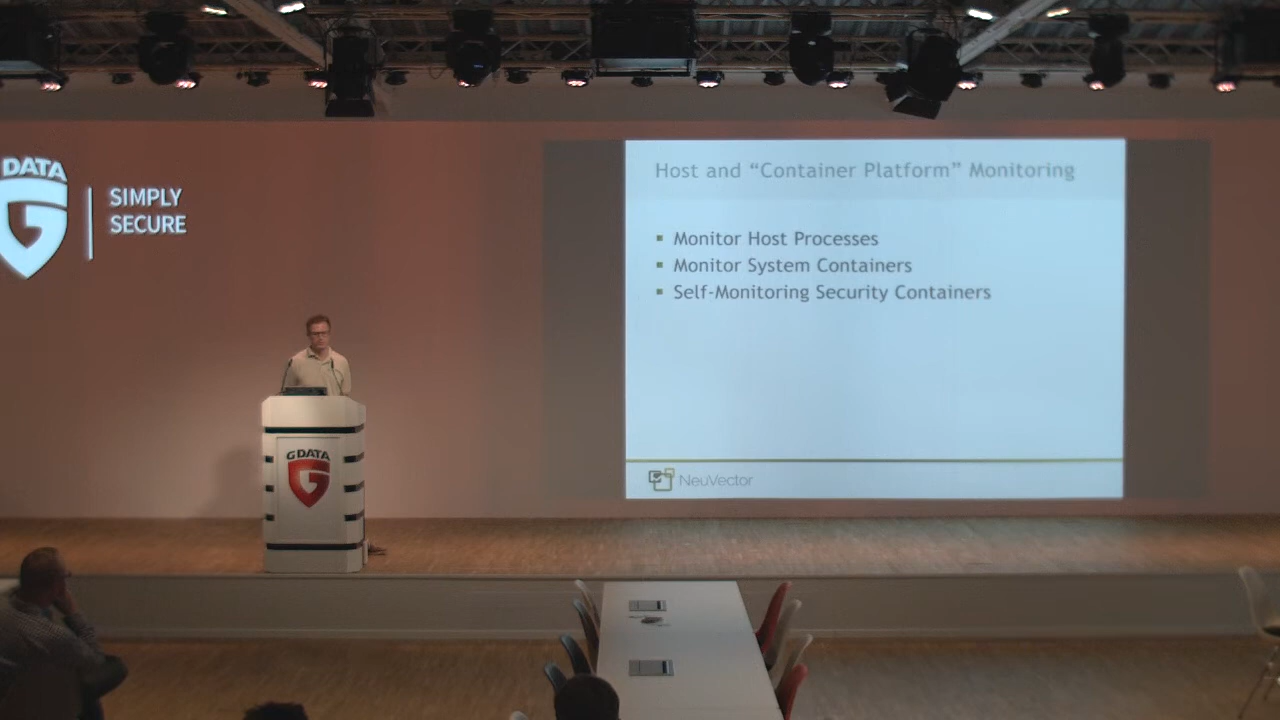 DATA
SIMPLY
SECURE
Host and “Container Platform” Monitoring
▪ Monitor Host Processes
▪ Monitor System Containers
▪ Self-Monitoring Security Containers
NeuVector
G DATA